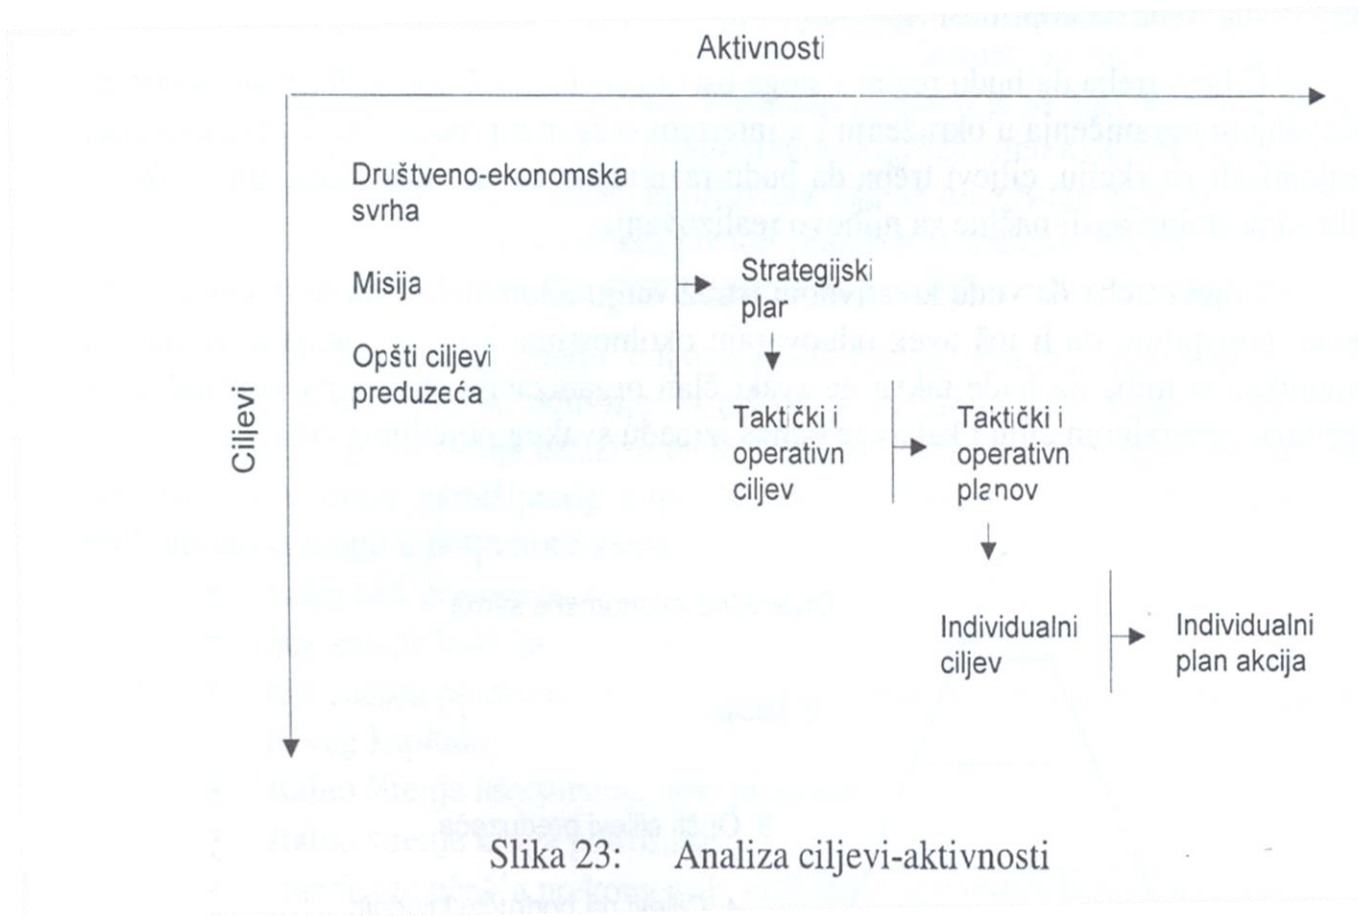 Aktivnosti
Društveno-ekonomska
svrha
Misija
Opšti ciljevi
preduzeća
Ciljevi
Strategijski
plar
Taktički i
operativn
ciljev
Taktički i
operativn
planov
Individualni
ciljev
Individualni
plan akcija
Slika 23: Analiza ciljevi-aktivnosti